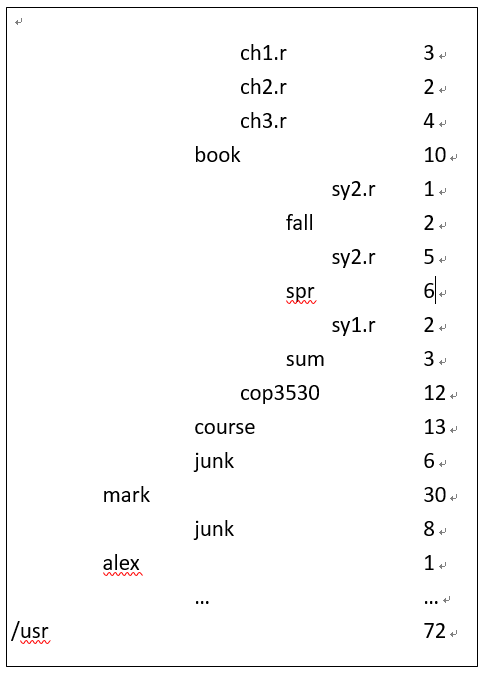 ch1.r 3
ch2.r 2
ch3.r 4
book 10
sy2.r 1
fall 2
sy2.r 5
spr 6
sy1.r 2
sum 3
cop3530 12
course 13
junk 6
mark 30
junk 8
alex 1
... ...
/usr 72